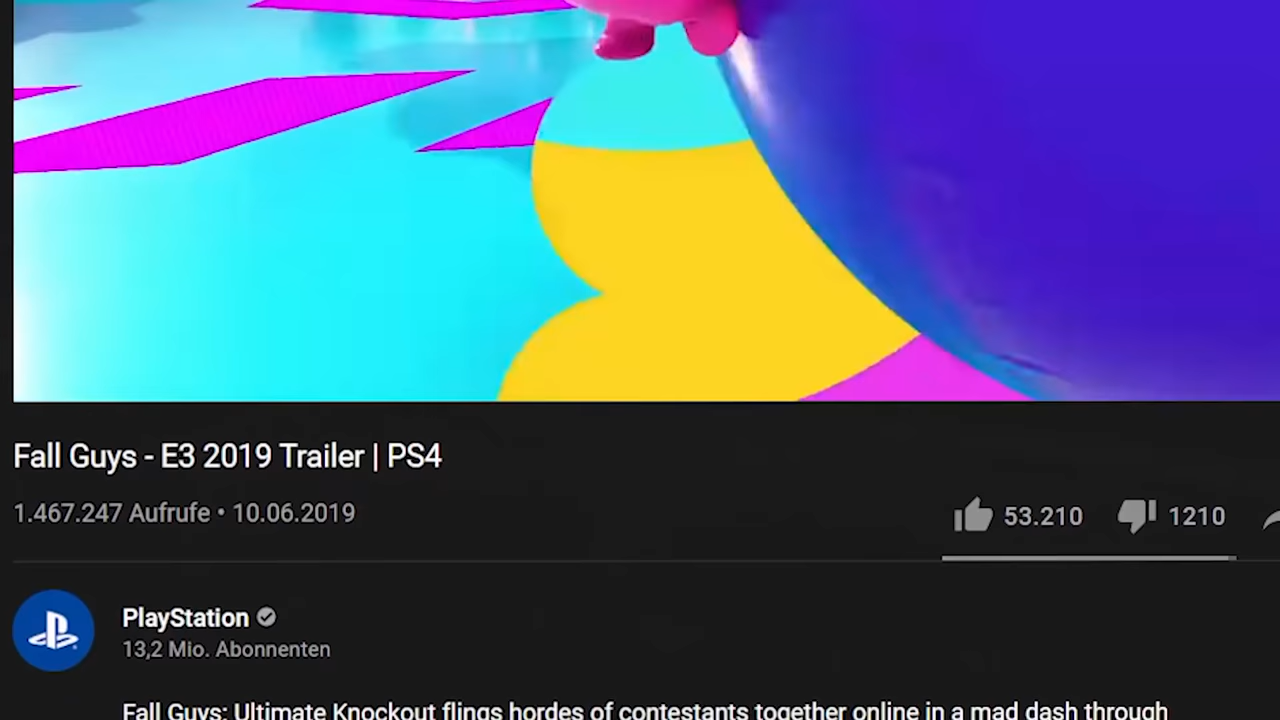 Fall Guys - E3 2019 Trailer | PS4
1.467.247 Aufrufe • 10.06.2019
53.210
1210
PlayStation
13,2 Mio. Abonnenten
Fall Guys: Ultimate Knockout flings hordes of contestants together online in a mad dash through